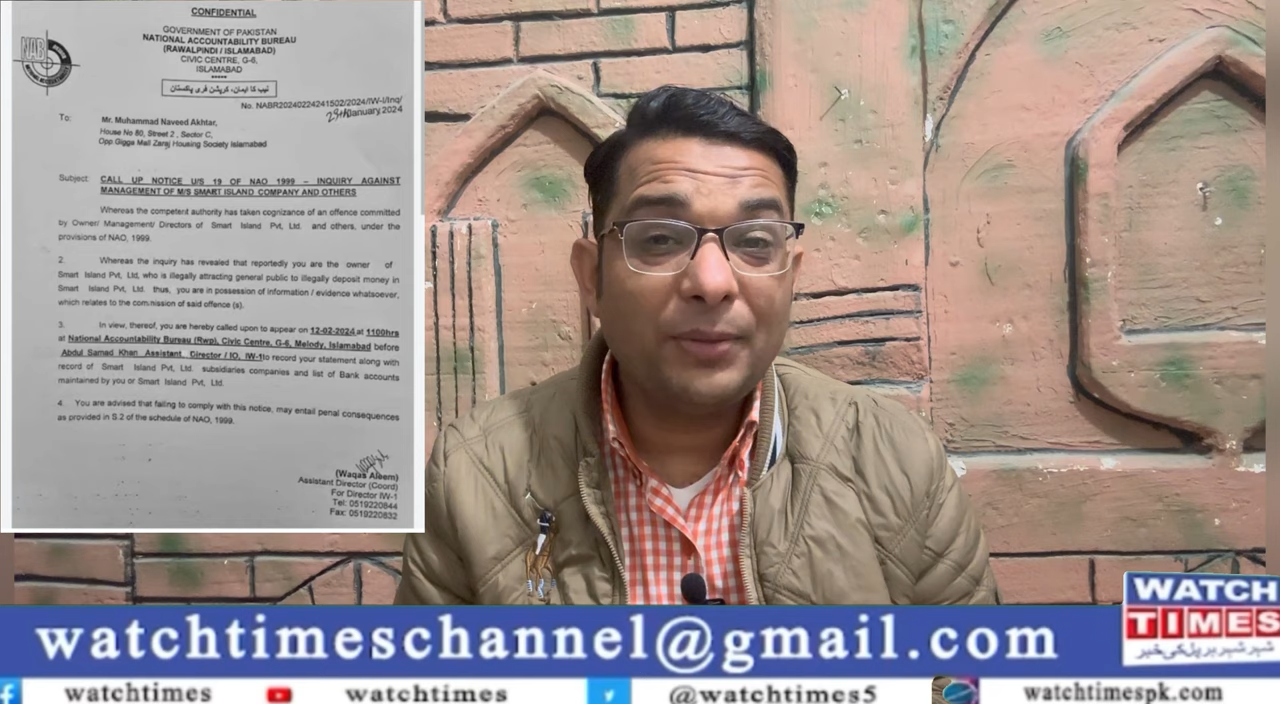 CONFIDENTIAL
GOVERNMENT OF PAKISTAN
NATIONAL ACCOUNTABILITY BUREAU
(RAWALPINDI / ISLAMABAD)
CIVIC CENTRE, G-6,
ISLAMABAD
*****
NAB
نیب کا ایمان، کرپشن فری پاکستان
No. NABR20240224241502/2024/IW-I/Inq/
29th January, 2024
To:
Mr. Muhammad Naveed Akhtar,
House No 80, Street 2 , Sector C,
Opp Gigga Mall Zaraj Housing Society Islamabad
Subject: CALL UP NOTICE U/S 19 OF NAO 1999 – INQUIRY AGAINST
MANAGEMENT OF M/S SMART ISLAND COMPANY AND OTHERS
Whereas the competent authority has taken cognizance of an offence committed
by Owner/ Management/ Directors of Smart Island Pvt, Ltd. and others, under the
provisions of NAO, 1999.
2. Whereas the inquiry has revealed that reportedly you are the owner of
Smart Island Pvt, Ltd, who is illegally attracting general public to illegally deposit money in
Smart Island Pvt, Ltd. thus, you are in possession of information / evidence whatsoever,
which relates to the commission of said offence (s).
3. In view, thereof, you are hereby called upon to appear on 12-02-2024 at 1100hrs
at National Accountability Bureau (Rwp), Civic Centre, G-6, Melody, Islamabad before
Abdul Samad Khan Assistant, Director / IO, IW-1to record your statement along with
record of Smart Island Pvt, Ltd. subsidiaries companies and list of Bank accounts
maintained by you or Smart Island Pvt, Ltd.
4. You are advised that failing to comply with this notice, may entail penal consequences
as provided in S.2 of the schedule of NAO, 1999.
(Waqas Aleem)
Assistant Director (Coord)
For Director IW-1
Tel: 0519220844
Fax: 0519220832
watchtimeschannel@gmail.com
WATCH
TIMES
شہر شہر ہر پل کی خبر
watchtimes
watchtimes
@watchtimes5
watchtimespk.com